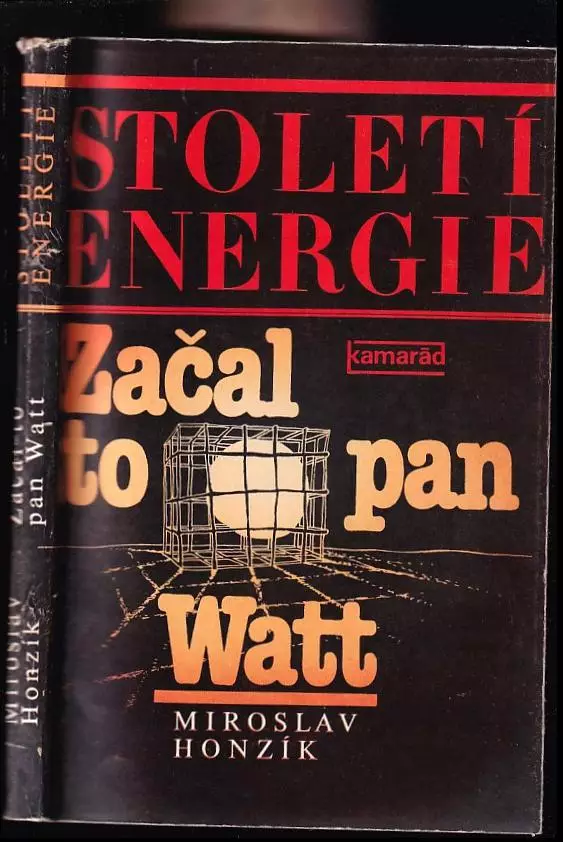 STOLETÍ
ENERGIE
Začal
kamarád
to pan
Watt
MIROSLAV
HONZÍK
Miroslav
Honzík
Začal to
pan Watt
STOLETÍ
ENERGIE